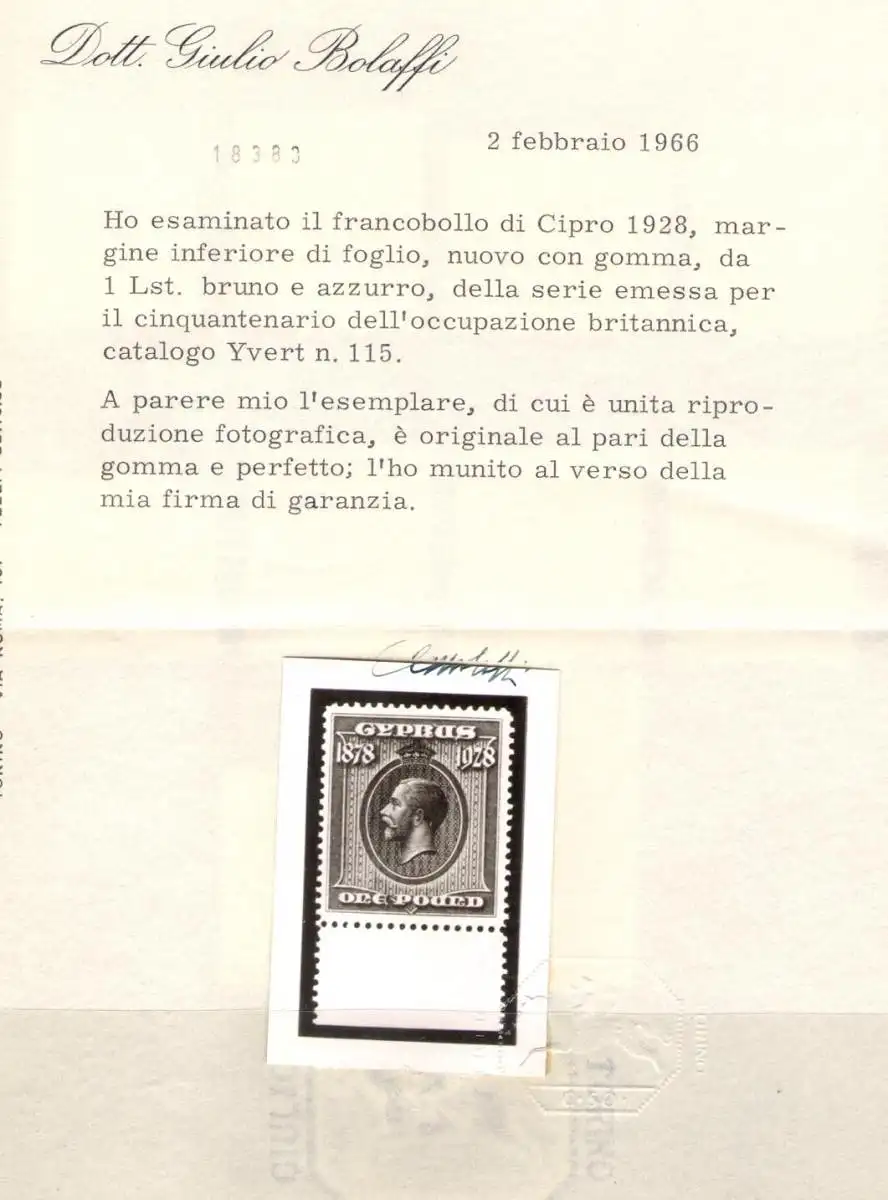 Dott. Giulio Bolaffi
18383
2 febbraio 1966
Ho esaminato il francobollo di Cipro 1928, mar-
gine inferiore di foglio, nuovo con gomma, da
1 Lst. bruno e azzurro, della serie emessa per
il cinquantenario dell'occupazione britannica,
catalogo Yvert n. 115.
A parere mio l'esemplare, di cui è unita ripro-
duzione fotografica, è originale al pari della
gomma e perfetto; l'ho munito al verso della
mia firma di garanzia.
CYPRUS
1878 1928
ONE POUND
TORINO
GIULIO